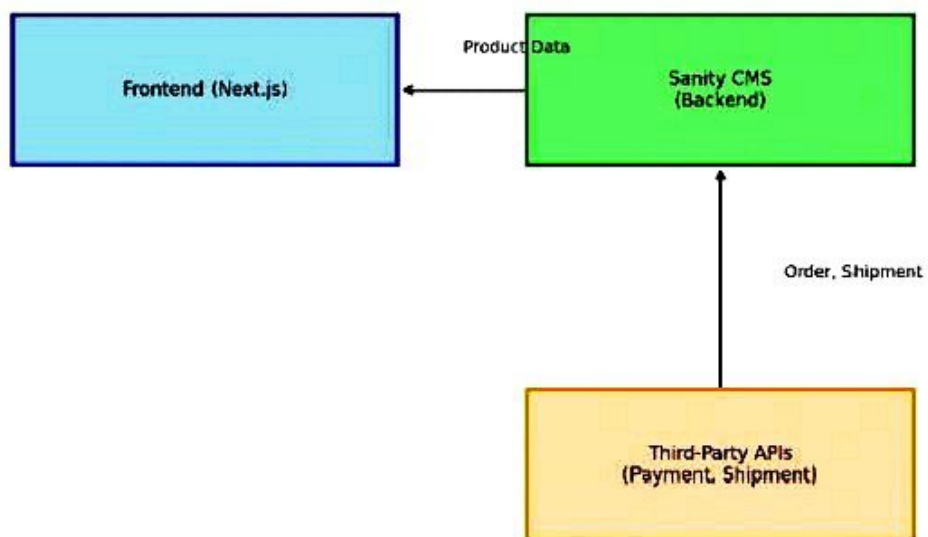 Product Data
Frontend (Next.js)
Sanity CMS
(Backend)
Order, Shipment
Third-Party APIs
(Payment, Shipment)